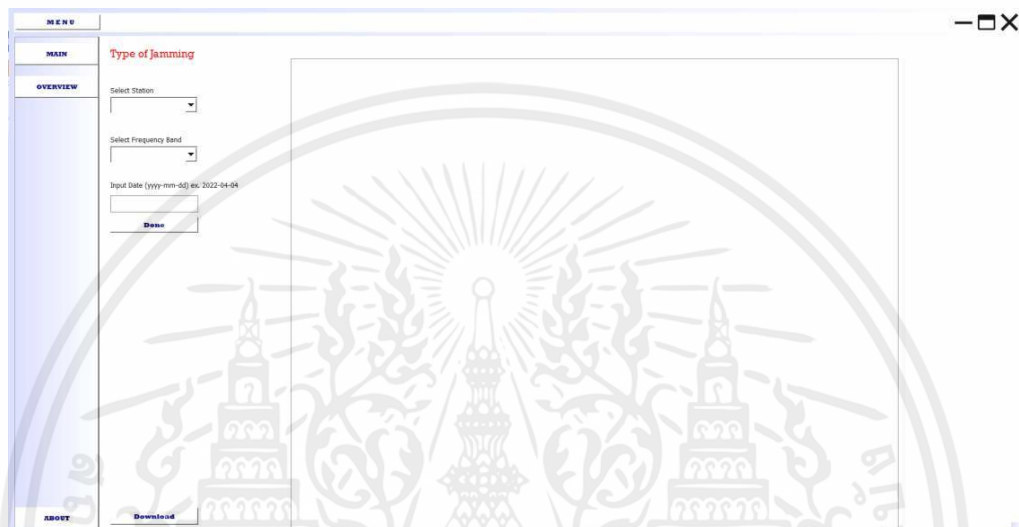 MENU
MAIN
OVERVIEW
Type of Jamming
Select Station
Select Frequency Band
Input Date (yyyy-mm-dd) ex. 2022-04-04
Done
Download
ABOUT